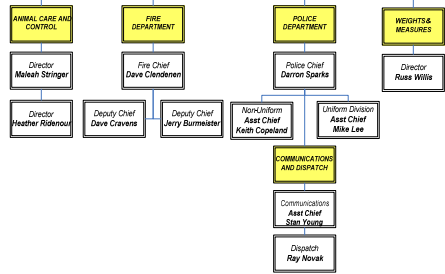 ANIMAL CARE AND
CONTROL
Director
Maleah Stringer
Director
Heather Ridenour
FIRE
DEPARTMENT
Fire Chief
Dave Clendenen
Deputy Chief
Dave Cravens
Deputy Chief
Jerry Burmeister
POLICE
DEPARTMENT
Police Chief
Darron Sparks
Non-Uniform
Asst Chief
Keith Copeland
Uniform Division
Asst Chief
Mike Lee
COMMUNICATIONS
AND DISPATCH
Communications
Asst Chief
Stan Young
Dispatch
Ray Novak
WEIGHTS &
MEASURES
Director
Russ Willis